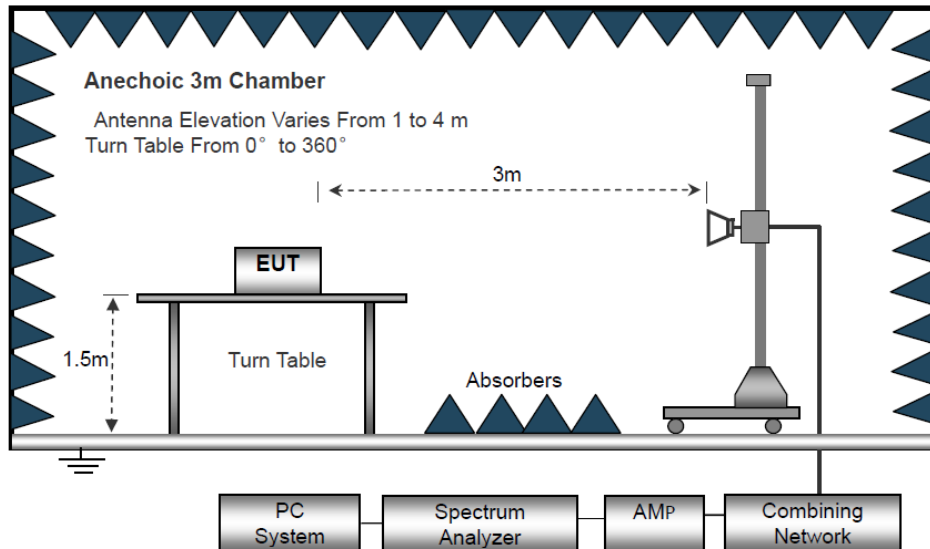 Anechoic 3m Chamber
Antenna Elevation Varies From 1 to 4 m
Turn Table From 0° to 360°
3m
EUT
1.5m
Turn Table
Absorbers
PC
System
Spectrum
Analyzer
AMP
Combining
Network